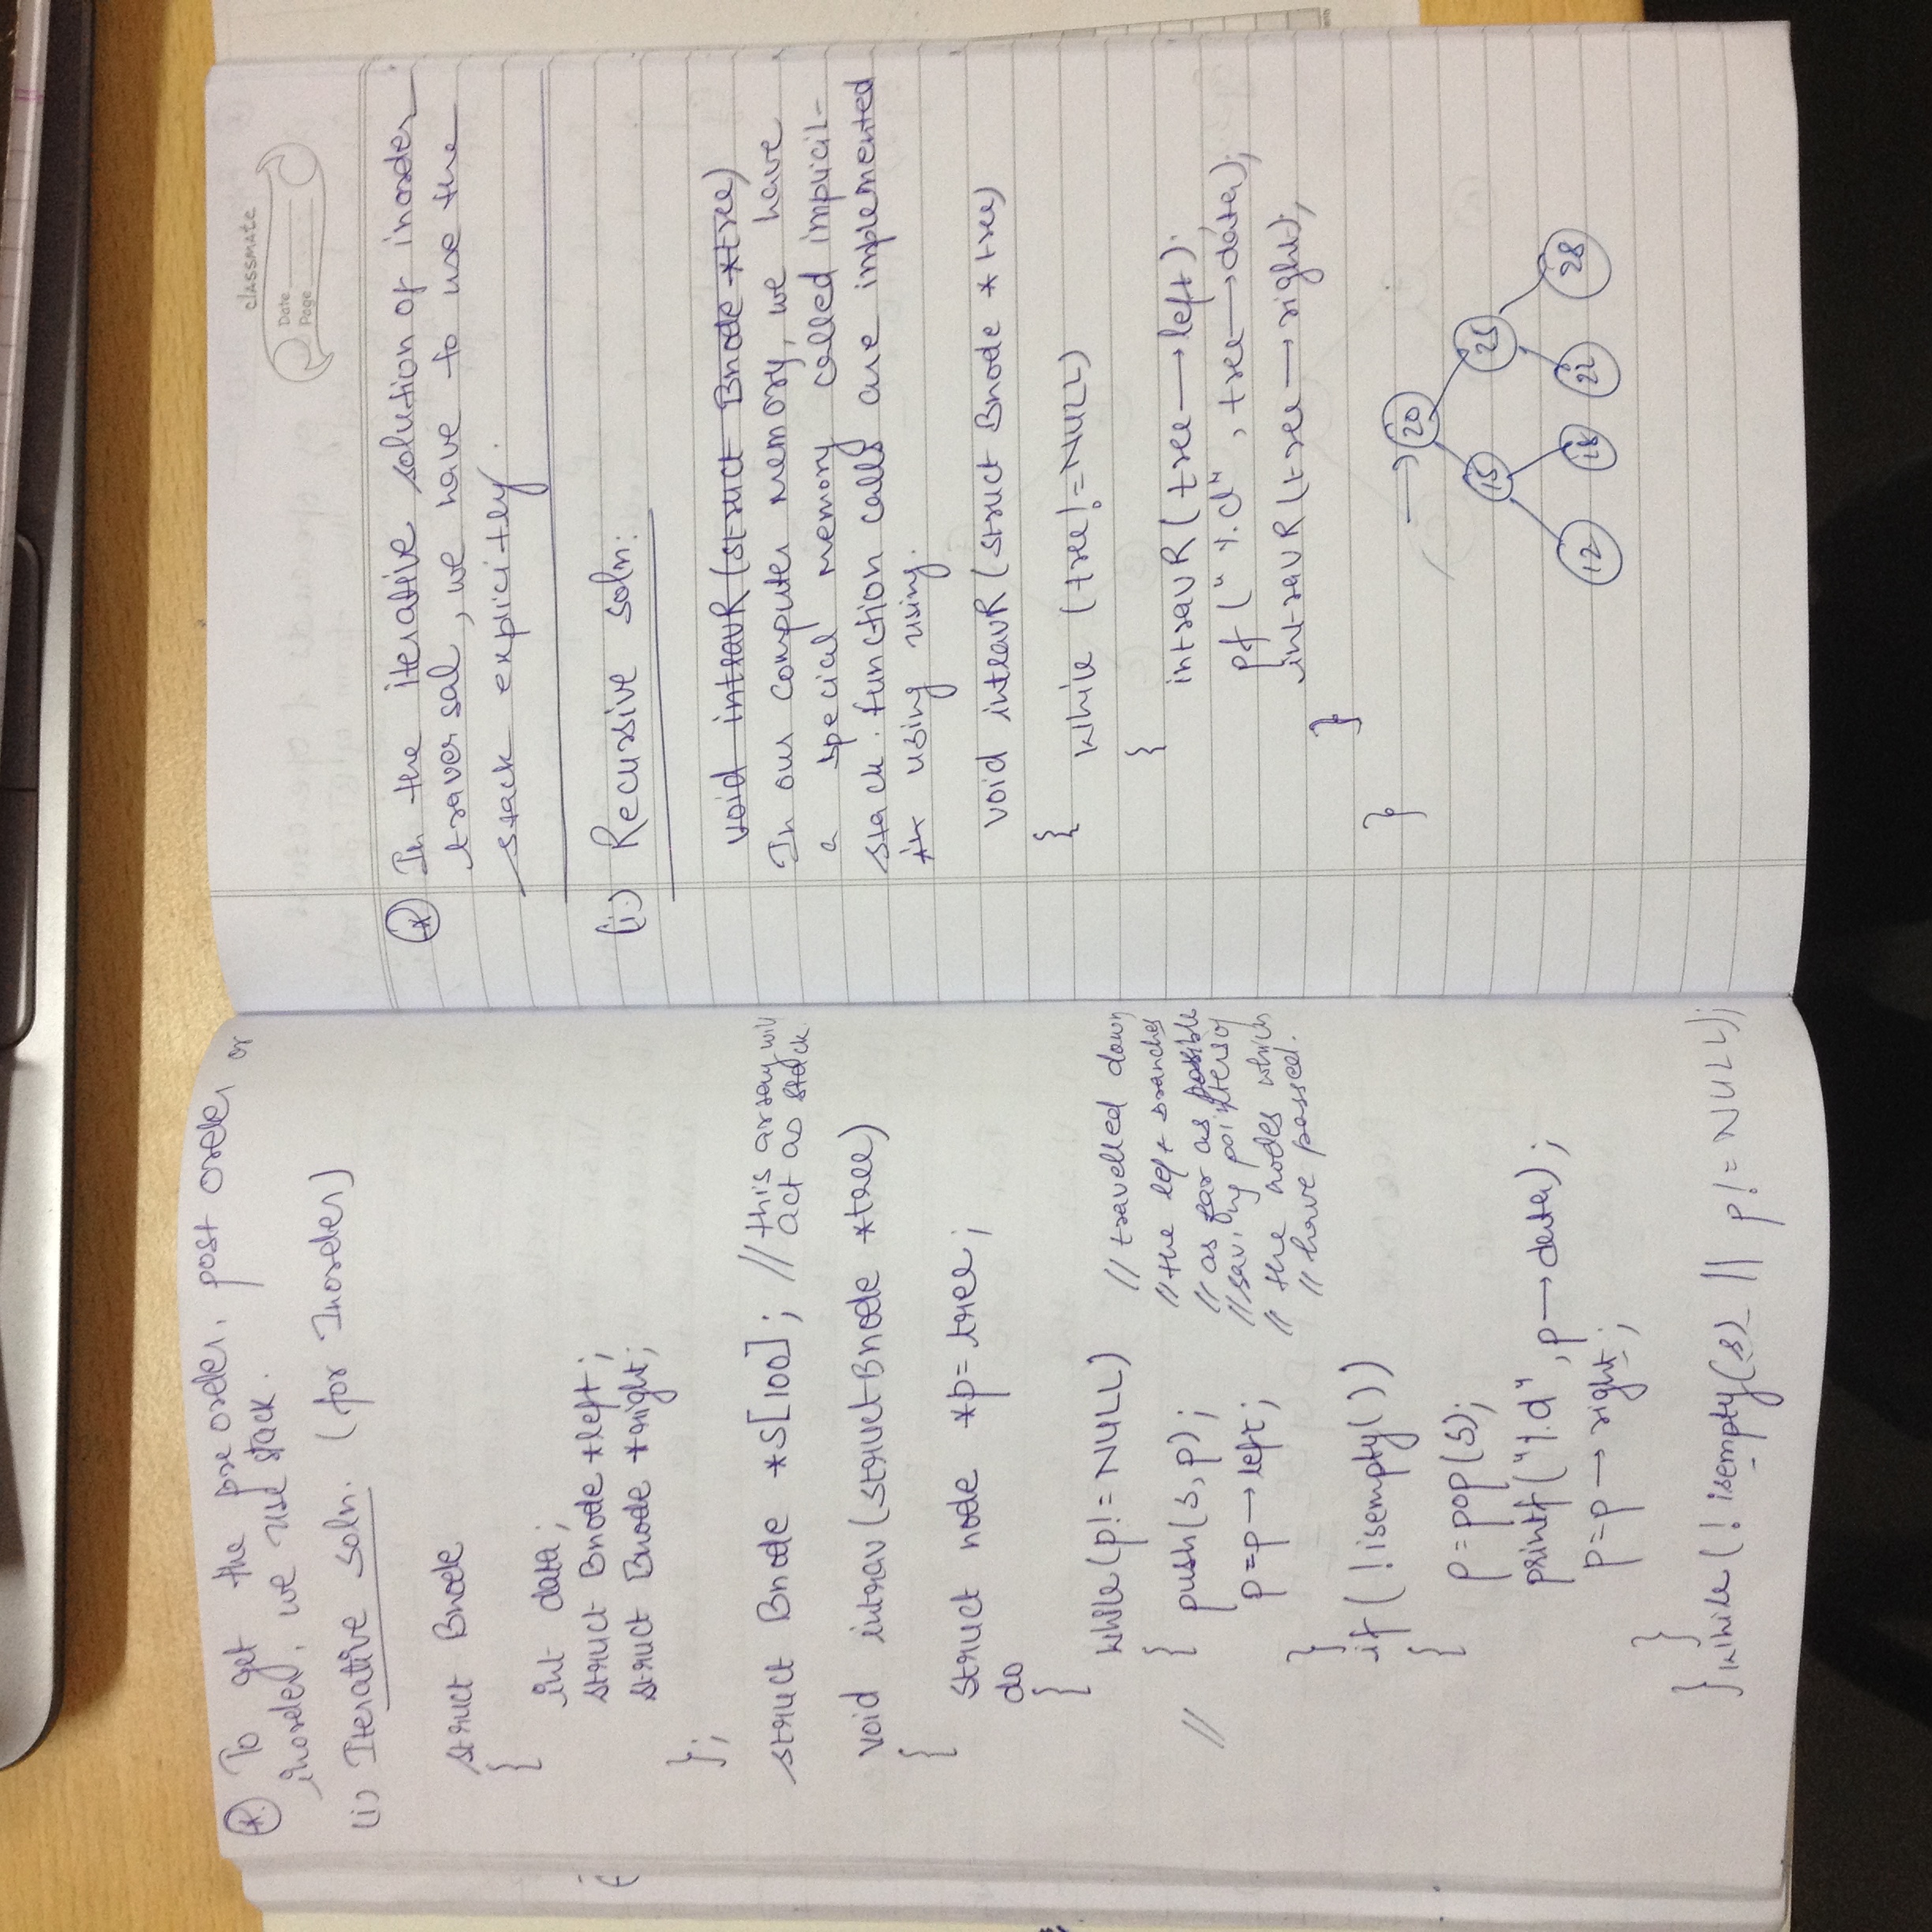 * To get the pre order, post order or
inorder, we use stack.
(i) Iterative soln. (for Inorder)
struct Bnode
{
int data;
struct Bnode *left;
struct Bnode *right;
};
struct Bnode *S[100]; //this array will
act as stack.
void intrav(struct Bnode *tree)
{
struct node *p=tree;
do
{
while(p!=NULL) //travelled down
{ push(s,p); //the left branches
// //as far as possible
p=p→left; //saving pointers of
} // the nodes which
//have passed.
if(!isempty())
{
p=pop(s);
printf("%d", p→data);
p=p→right;
}
}while(!isempty(s) || p!=NULL);
classmate
Date
Page
* In the iterative solution of inorder
traversal, we have to use the
stack expicitly.
(i) Recursive soln:
void intravR(struct Bnode *tree)
In our computer memory, we have
a special memory called implicit-
stack. function calls are implemented
in using using.
void intravR(struct Bnode *tree)
{
while (tree!=NULL)
{
intravR(tree→left);
pf("%d", tree→data);
intravR(tree→right);
}
}
20
15 25
12 18 22 28